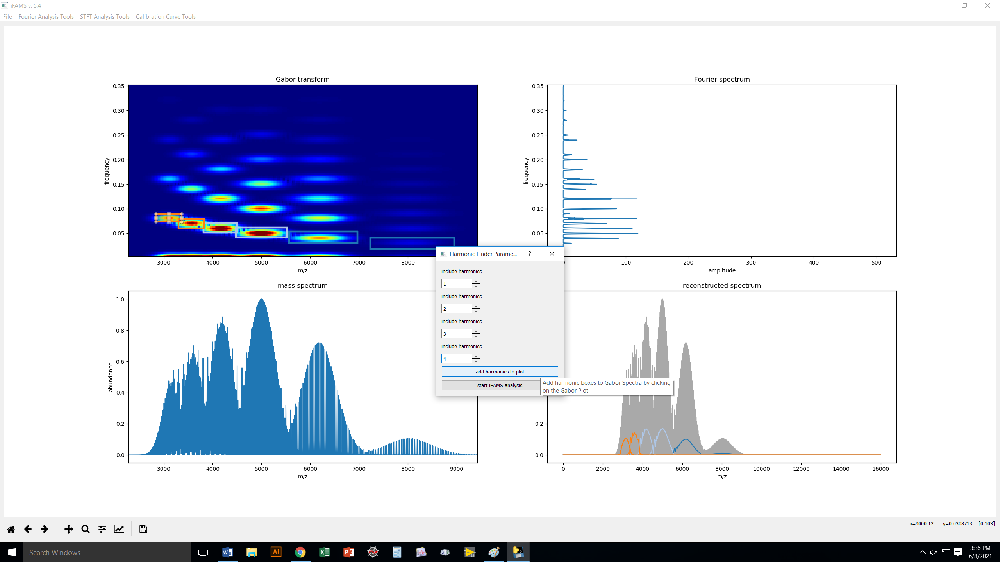 iFAMS v. 5.4
File Fourier Analysis Tools STFT Analysis Tools Calibration Curve Tools
Gabor transform
0.35
0.30
0.25
0.20
0.15
0.10
0.05
frequency
3000 4000 5000 6000 7000 8000
m/z
Fourier spectrum
0.35
0.30
0.25
0.20
0.15
0.10
0.05
frequency
100 200 300 400 500
amplitude
mass spectrum
1.0
0.8
0.6
0.4
0.2
0.0
abundance
3000 4000 5000 6000 7000 8000 9000
m/z
Harmonic Finder Parame... ?
include harmonics
1
include harmonics
2
include harmonics
3
include harmonics
4
add harmonics to plot
start iFAMS analysis
Add harmonic boxes to Gabor Spectra by clicking
on the Gabor Plot
reconstructed spectrum
0.2
0.0
0 2000 4000 6000 8000 10000 12000 14000 16000
m/z
x=9000.12 y=0.0308713 [0.103]
Search Windows
Ai
19
3:35 PM
6/8/2021